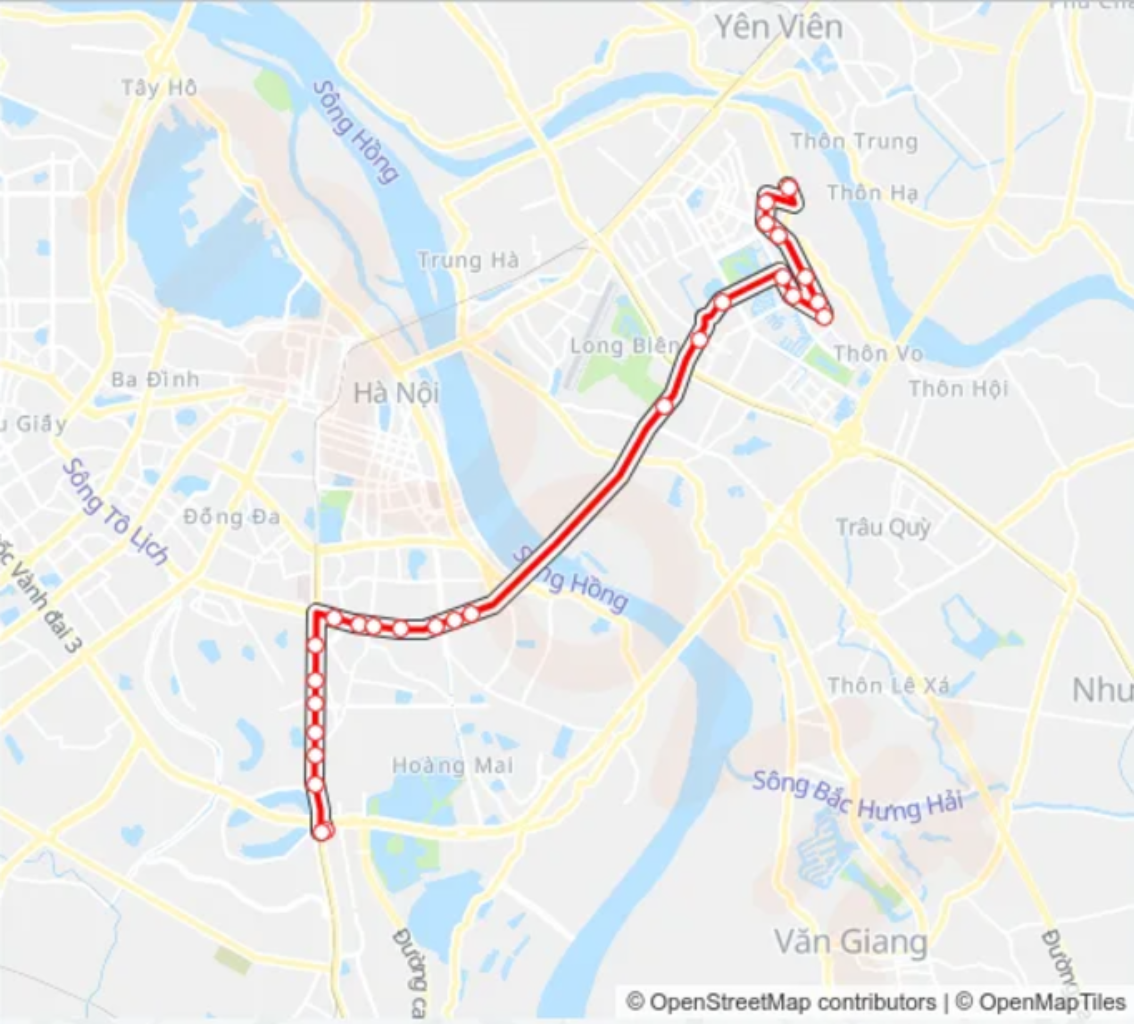 Yên Viên
Tây Hồ
Sông Hồng
Thôn Trung
Thôn Hạ
Trung Hà
Long Biên
Thôn Vo
Ba Đình
Hà Nội
Thôn Hội
u Giấy
Sông Tô Lịch
Đống Đa
Trâu Quỳ
ốc Vành đai 3
Sông Hồng
Thôn Lê Xá
Như
Hoàng Mai
Sông Bắc Hưng Hải
Văn Giang
Đường ca
Đường
© OpenStreetMap contributors | © OpenMapTiles